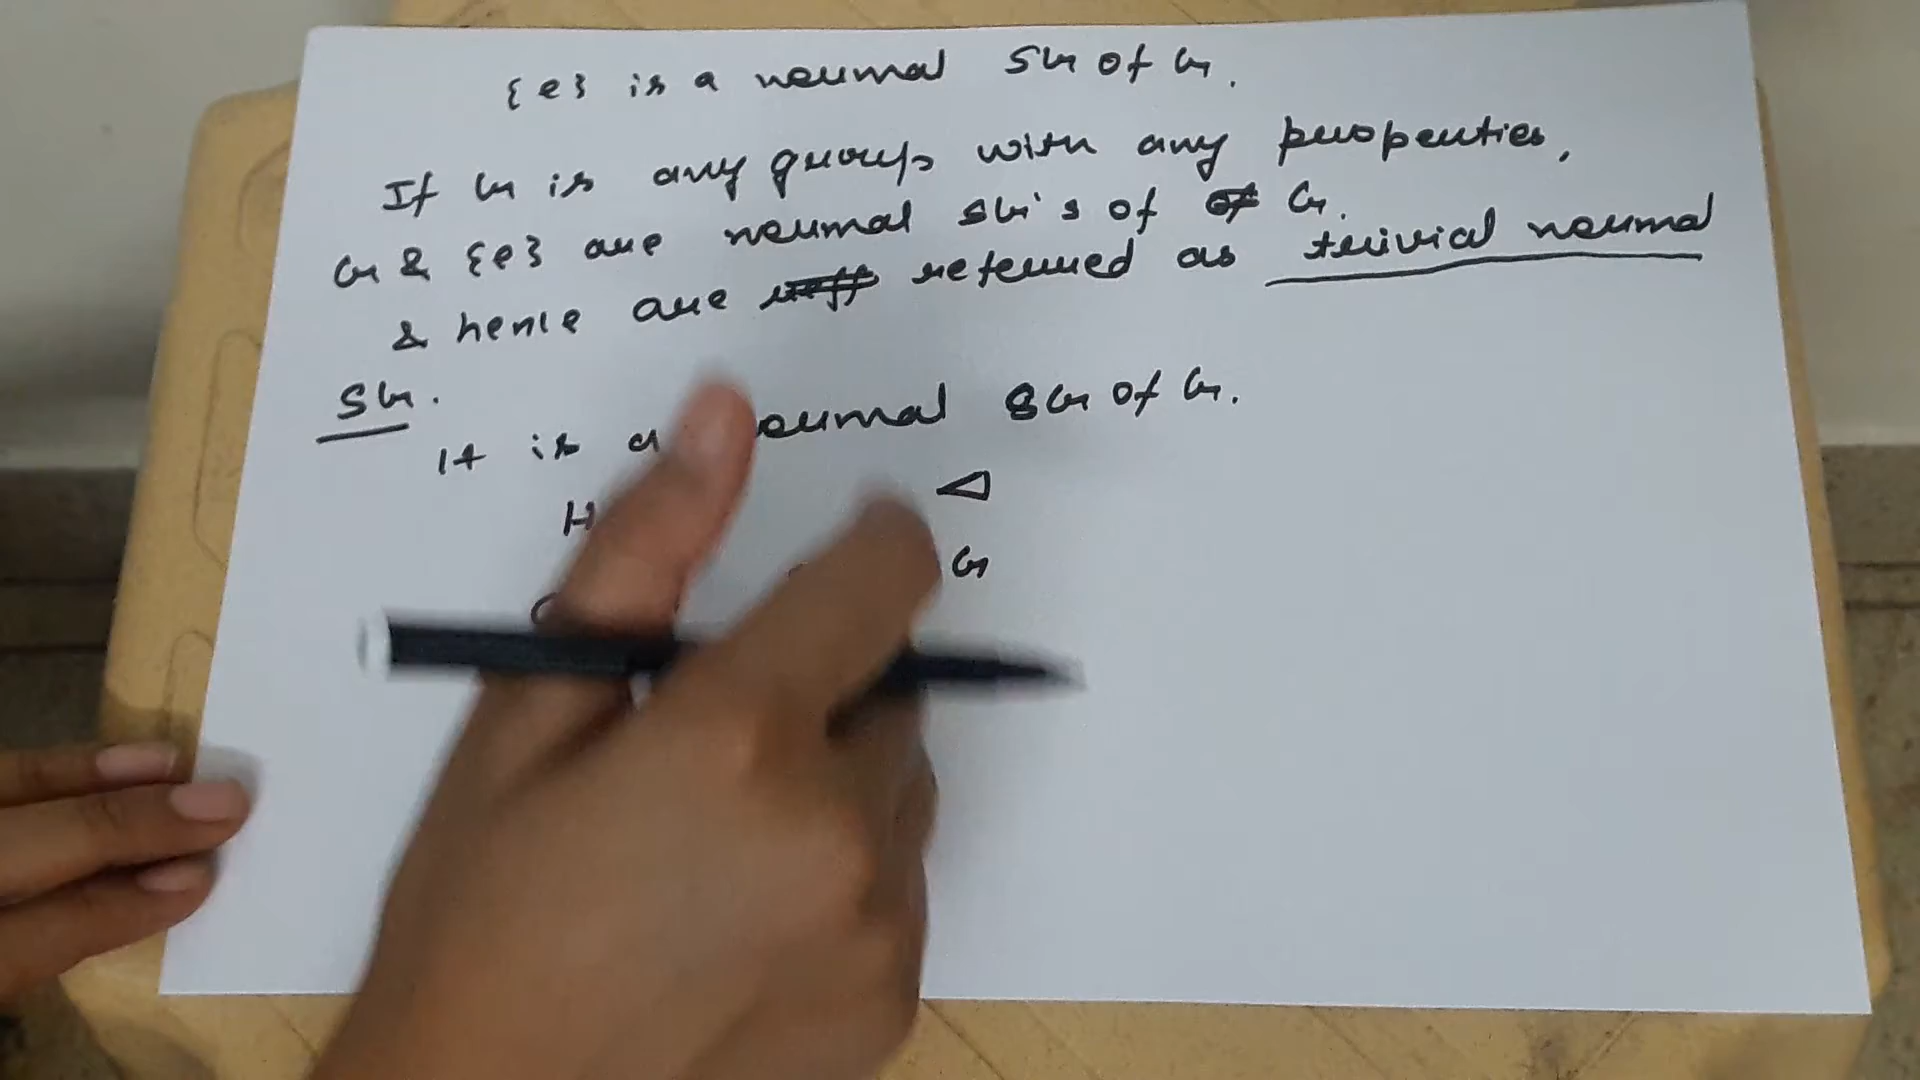 {e} is a normal SG of G.
If G is any group with any properties,
G & {e} are normal SG's of G.
& hence are referred as trivial normal
SG.
H is a normal SG of G.
H ◁
G